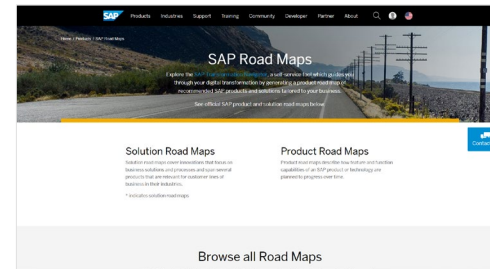 SAP Products Industries Support Training Community Developer Partner About
Home / Products / SAP Road Maps
SAP Road Maps
Explore the SAP Transformation Navigator, a self-service tool which guides you
through your digital transformation by generating a product road map of
recommended SAP products and solutions tailored to your business.
See official SAP product and solution road maps below.
Contact
Solution Road Maps
Solution road maps cover innovations that focus on
business solutions and processes and span several
products that are relevant for customer lines of
business in their industries.
* Indicates solution road maps
Product Road Maps
Product road maps describe how feature and function
capabilities of an SAP product or technology are
planned to progress over time.
Browse all Road Maps